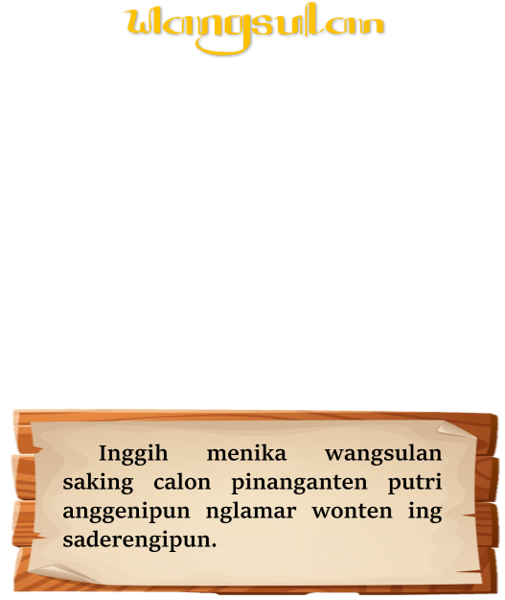 Wangsulan
Inggih menika wangsulan
saking calon pinanganten putri
anggenipun nglamar wonten ing
saderengipun.